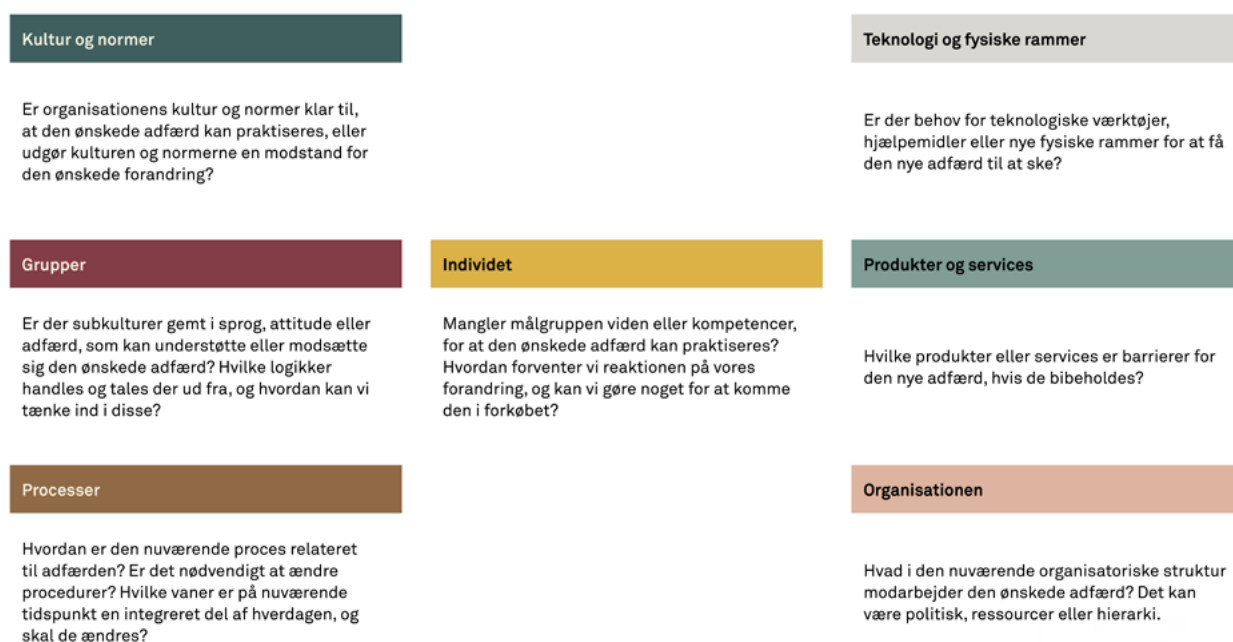 Kultur og normer
Er organisationens kultur og normer klar til,
at den ønskede adfærd kan praktiseres, eller
udgør kulturen og normerne en modstand for
den ønskede forandring?
Teknologi og fysiske rammer
Er der behov for teknologiske værktøjer,
hjælpemidler eller nye fysiske rammer for at få
den nye adfærd til at ske?
Grupper
Er der subkulturer gemt i sprog, attitude eller
adfærd, som kan understøtte eller modsætte
sig den ønskede adfærd? Hvilke logikker
handles og tales der ud fra, og hvordan kan vi
tænke ind i disse?
Individet
Mangler målgruppen viden eller kompetencer,
for at den ønskede adfærd kan praktiseres?
Hvordan forventer vi reaktionen på vores
forandring, og kan vi gøre noget for at komme
den i forkøbet?
Produkter og services
Hvilke produkter eller services er barrierer for
den nye adfærd, hvis de bibeholdes?
Processer
Hvordan er den nuværende proces relateret
til adfærden? Er det nødvendigt at ændre
procedurer? Hvilke vaner er på nuværende
tidspunkt en integreret del af hverdagen, og
skal de ændres?
Organisationen
Hvad i den nuværende organisatoriske struktur
modarbejder den ønskede adfærd? Det kan
være politisk, ressourcer eller hierarki.